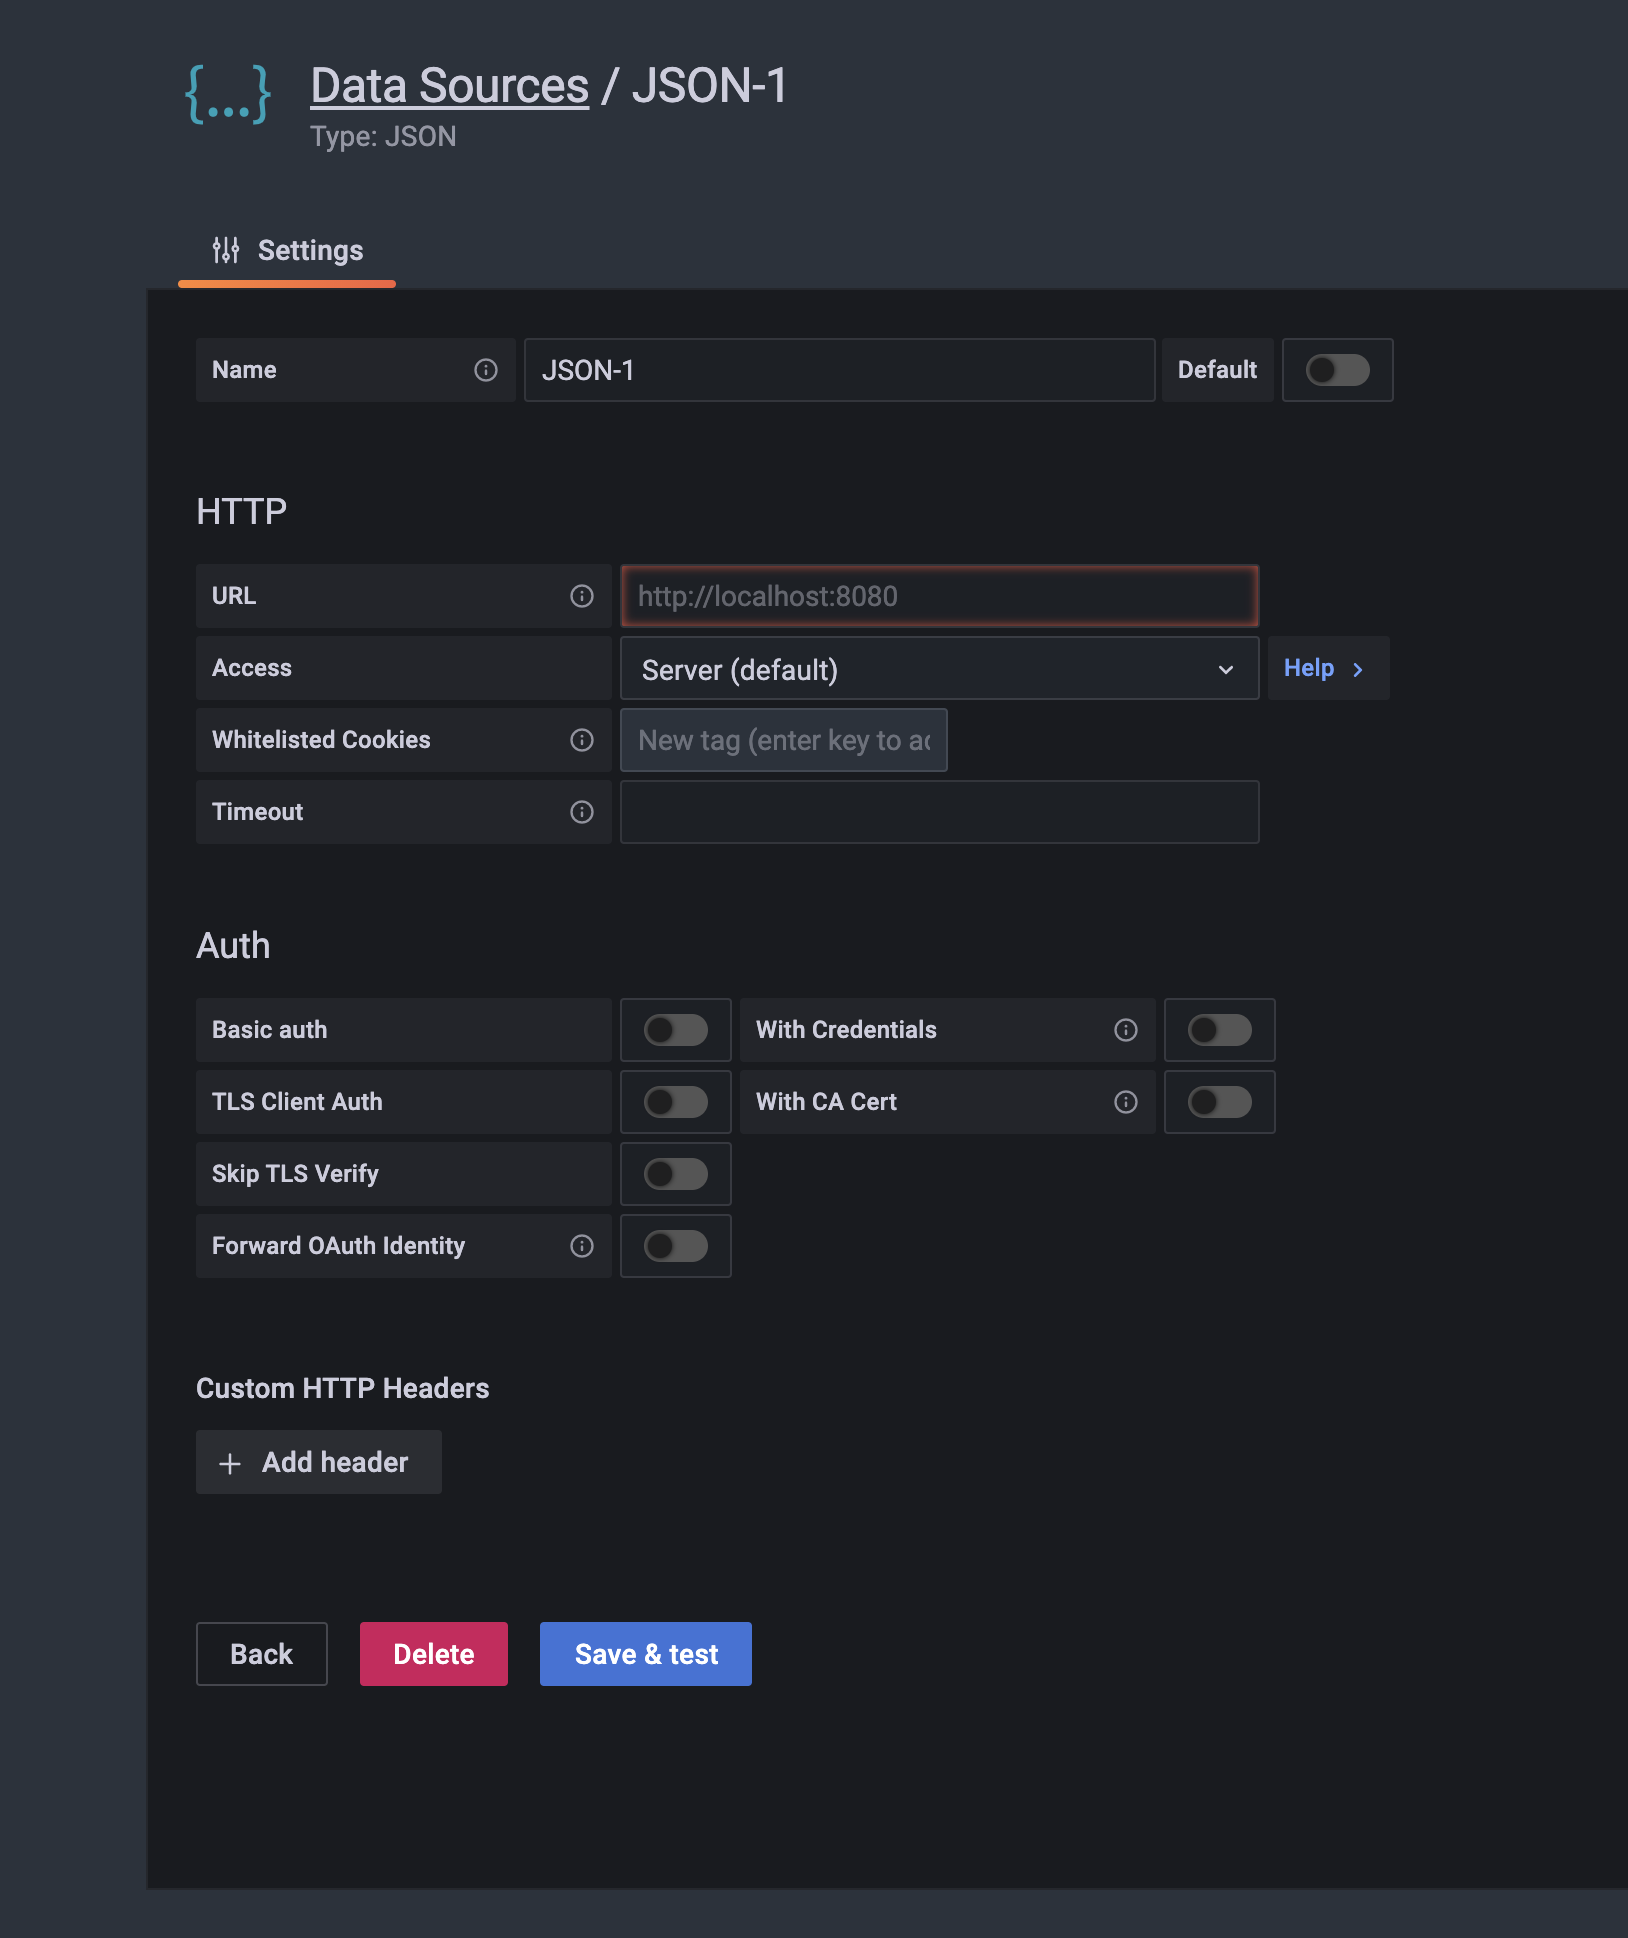 {...}
Data Sources / JSON-1
Type: JSON
Settings
Name
JSON-1
Default
HTTP
URL
http://localhost:8080
Access
Server (default)
Help
Whitelisted Cookies
New tag (enter key to ac
Timeout
Auth
Basic auth
With Credentials
TLS Client Auth
With CA Cert
Skip TLS Verify
Forward OAuth Identity
Custom HTTP Headers
+ Add header
Back
Delete
Save & test